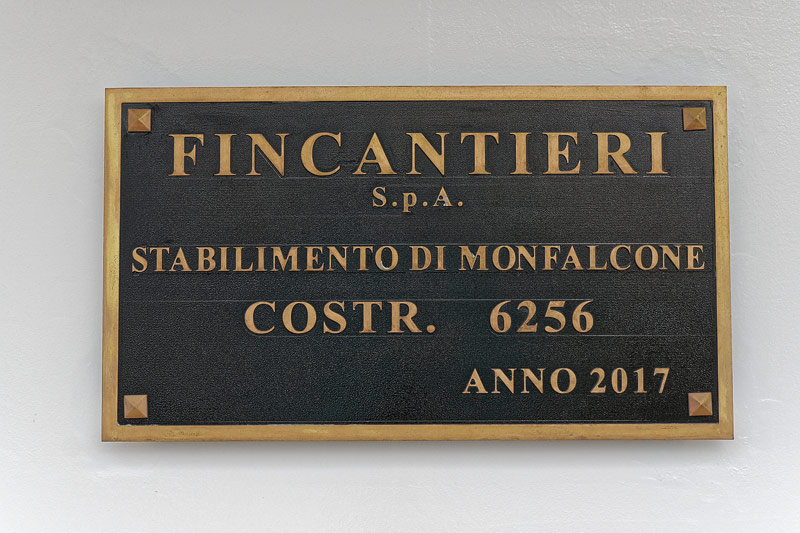 FINCANTIERI
S.p.A.
STABILIMENTO DI MONFALCONE
COSTR. 6256
ANNO 2017